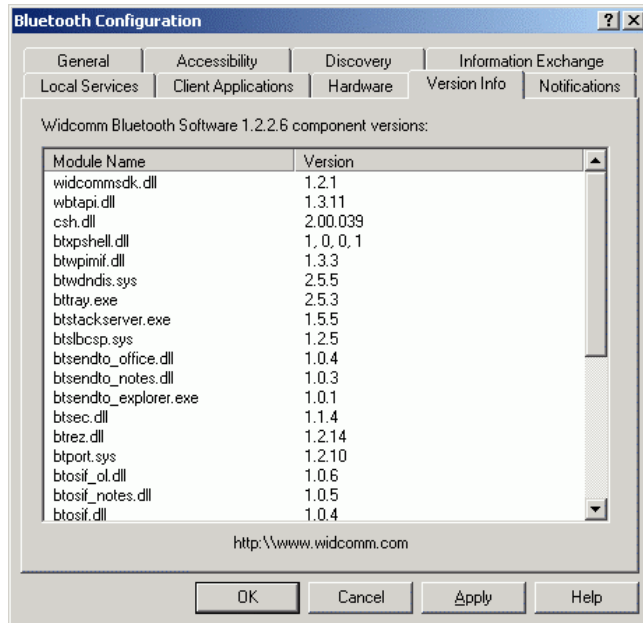 Bluetooth Configuration
General Accessibility Discovery Information Exchange
Local Services Client Applications Hardware Version Info Notifications
Widcomm Bluetooth Software 1.2.2.6 component versions:
Module Name Version
widcommsdk.dll 1.2.1
wbtapi.dll 1.3.11
csh.dll 2.00.039
btxpshell.dll 1, 0, 0, 1
btwpimif.dll 1.3.3
btwdndis.sys 2.5.5
bttray.exe 2.5.3
btstackserver.exe 1.5.5
btslbcsp.sys 1.2.5
btsendto_office.dll 1.0.4
btsendto_notes.dll 1.0.3
btsendto_explorer.exe 1.0.1
btsec.dll 1.1.4
btrez.dll 1.2.14
btport.sys 1.2.10
btosif_ol.dll 1.0.6
btosif_notes.dll 1.0.5
btosif.dll 1.0.4
http:\\www.widcomm.com
OK Cancel Apply Help